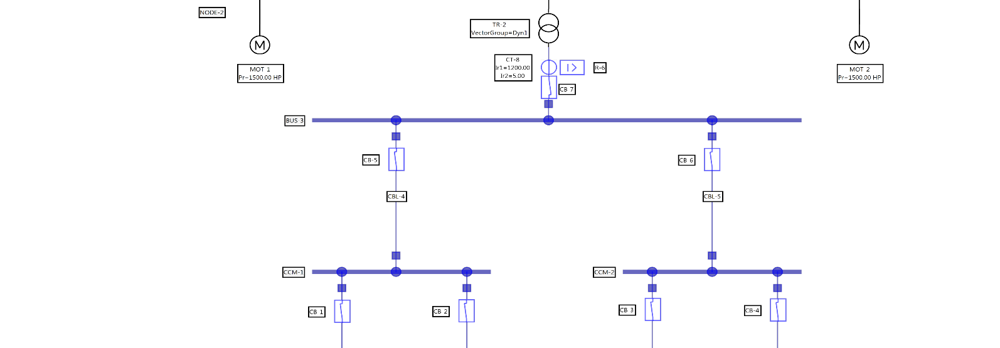 NODE-2
TR-2
VectorGroup=Dyn1
M
M
CT-8
Ir1=1200.00
Ir2=5.00
I>
R-6
MOT 1
Pr=1500.00 HP
MOT 2
Pr=1500.00 HP
CB 7
BUS 3
CB-5
CB 6
CBL-4
CBL-5
CCM-1
CCM-2
CB 1
CB 2
CB 3
CB-4